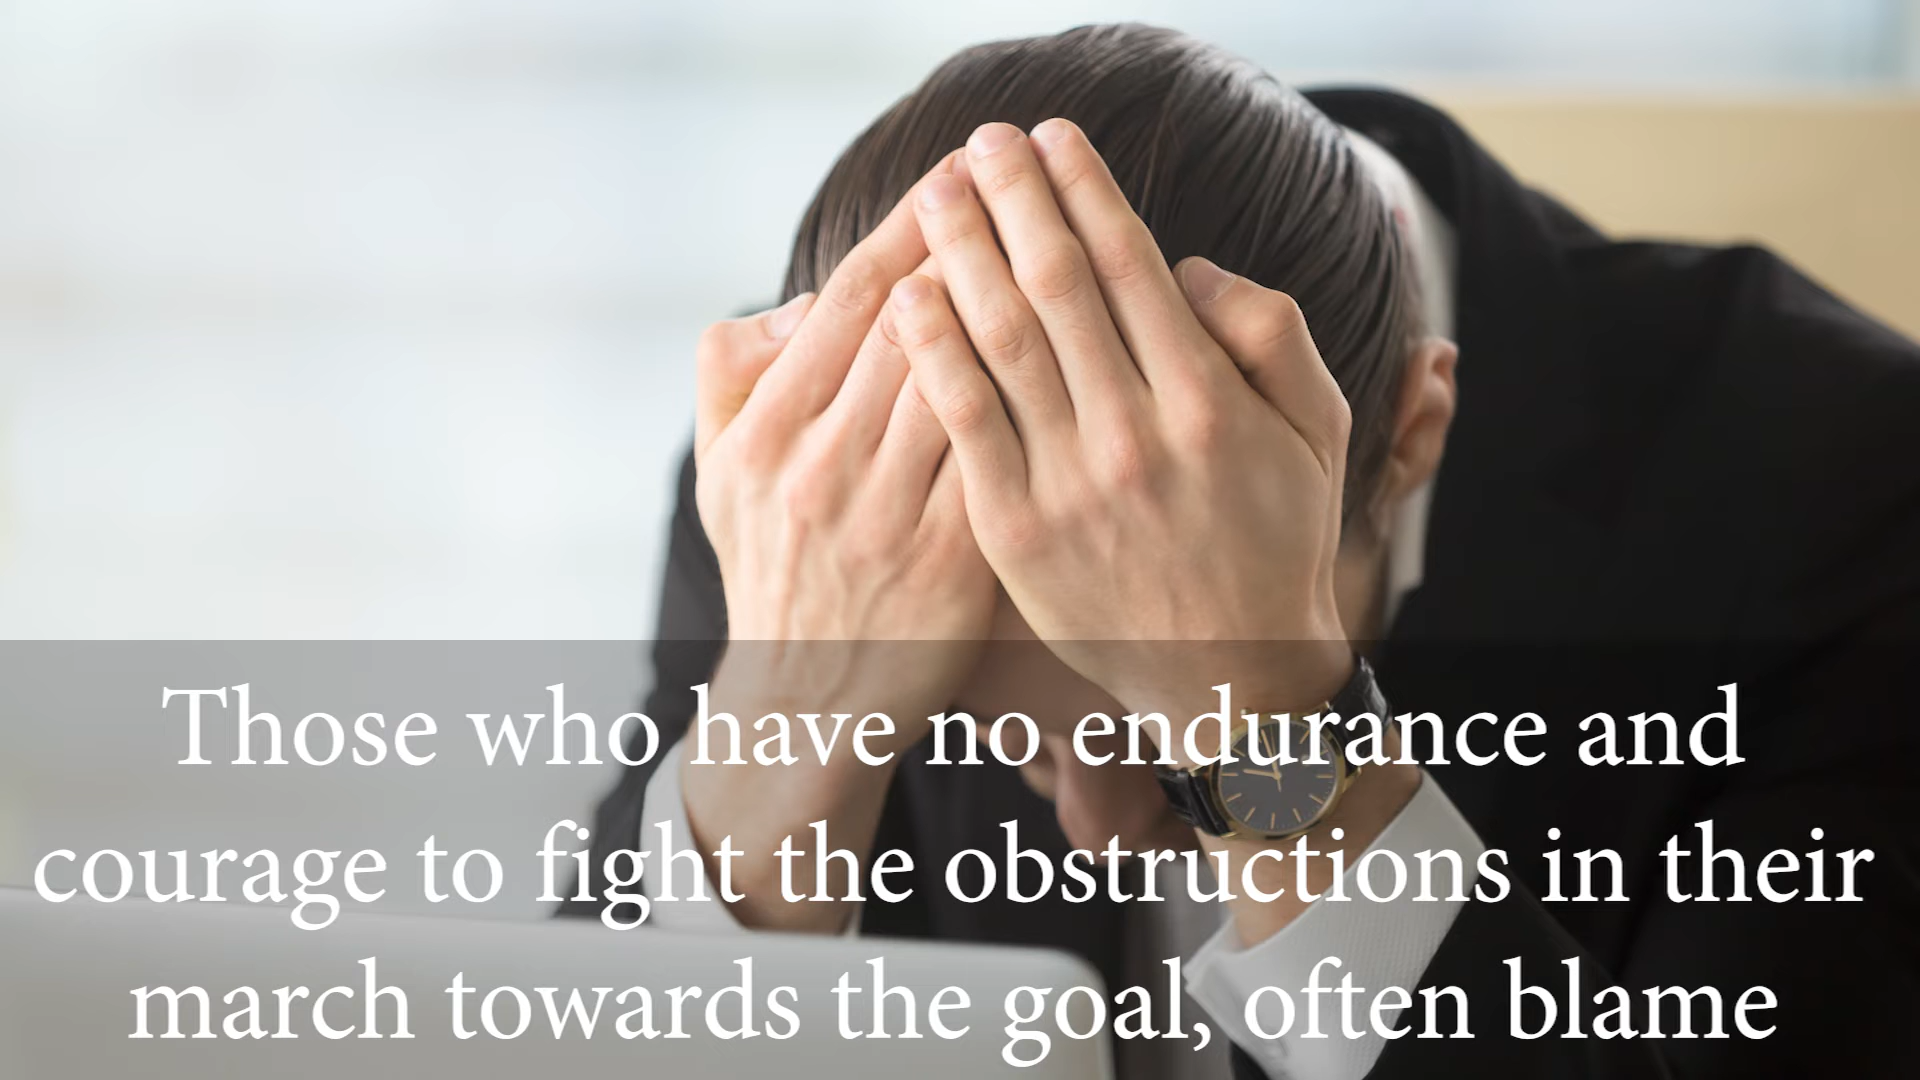 Those who have no endurance and
courage to fight the obstructions in their
march towards the goal, often blame